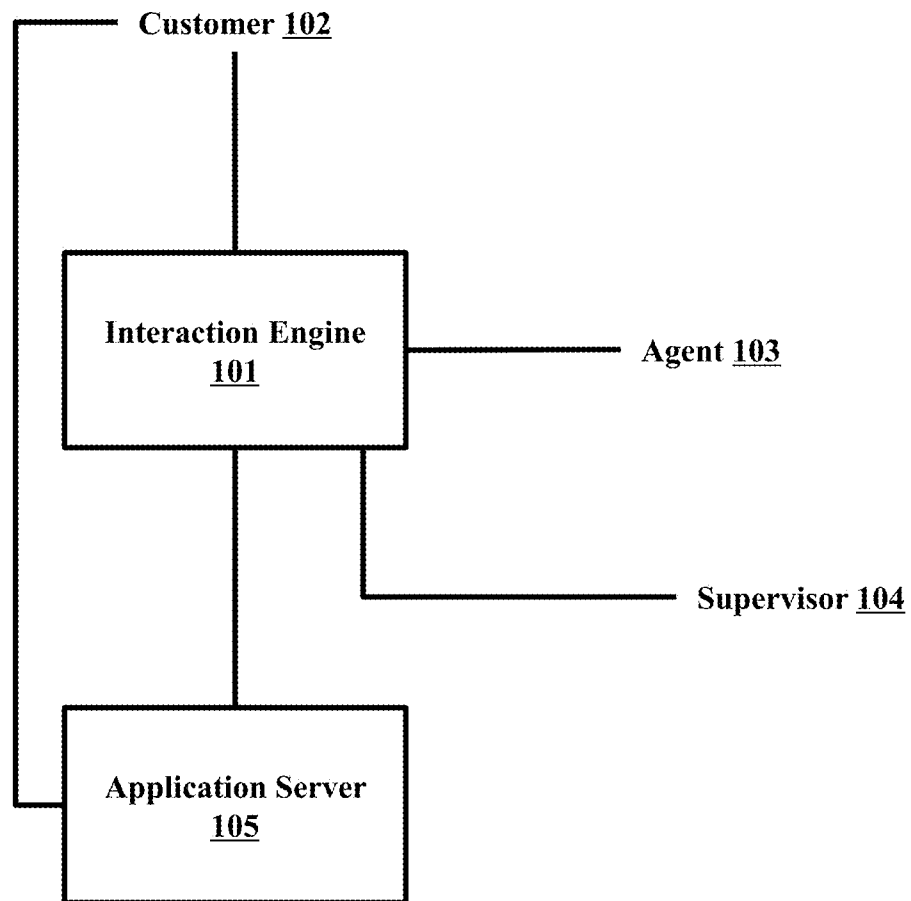 Customer 102
Interaction Engine
101
Agent 103
Supervisor 104
Application Server
105